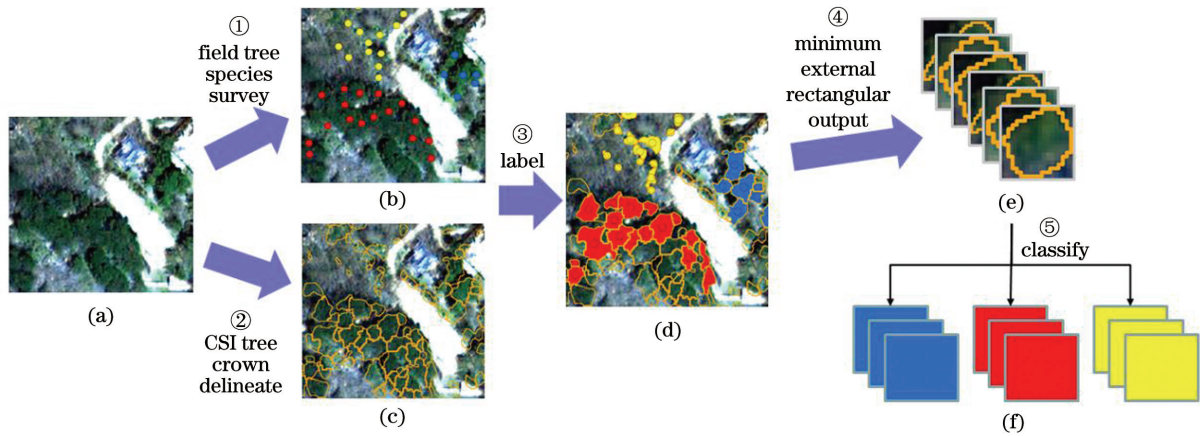 ①
field tree
species
survey
(a)
②
CSI tree
crown
delineate
(b)
(c)
③
label
(d)
④
minimum
external
rectangular
output
(e)
⑤
classify
(f)